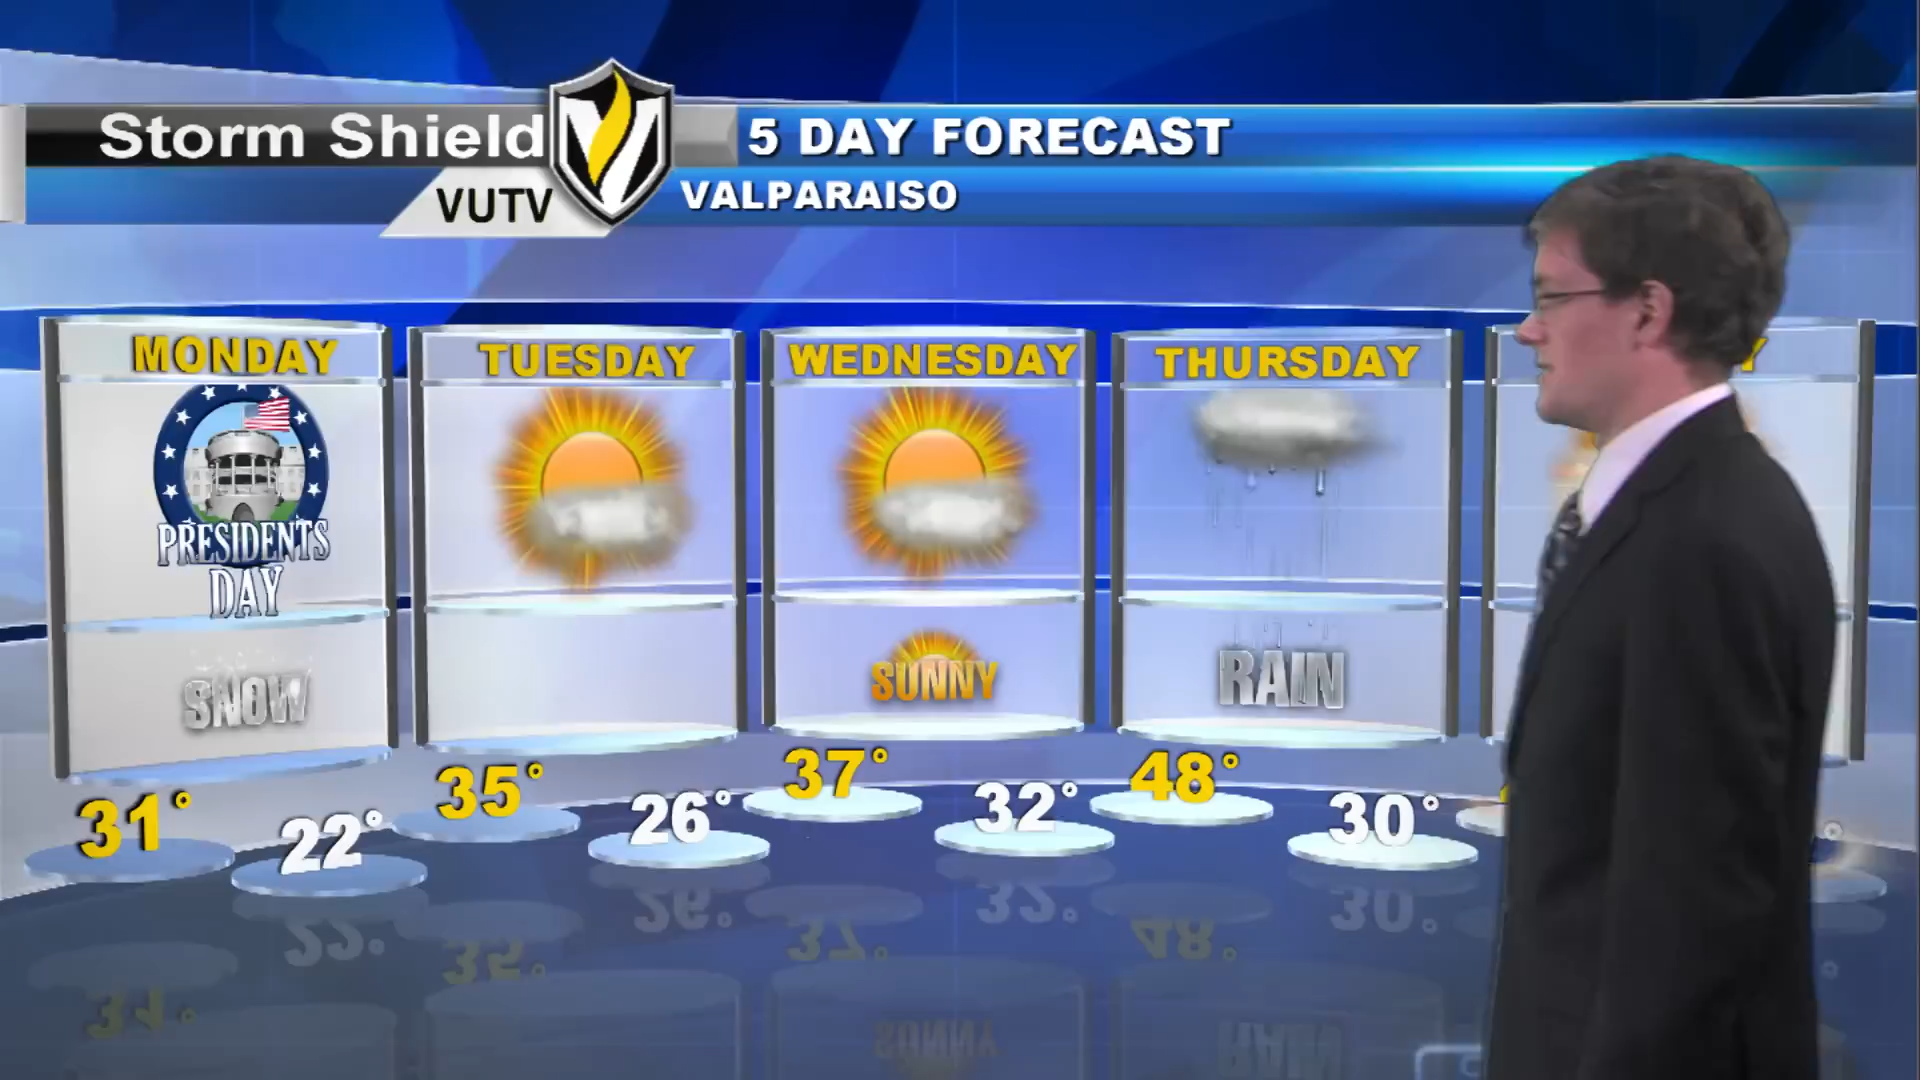 Storm Shield
VUTV
5 DAY FORECAST
VALPARAISO
MONDAY
TUESDAY
WEDNESDAY
THURSDAY
PRESIDENTS
DAY
SNOW
SUNNY
RAIN
31° 22° 35° 26° 37° 32° 48° 30°